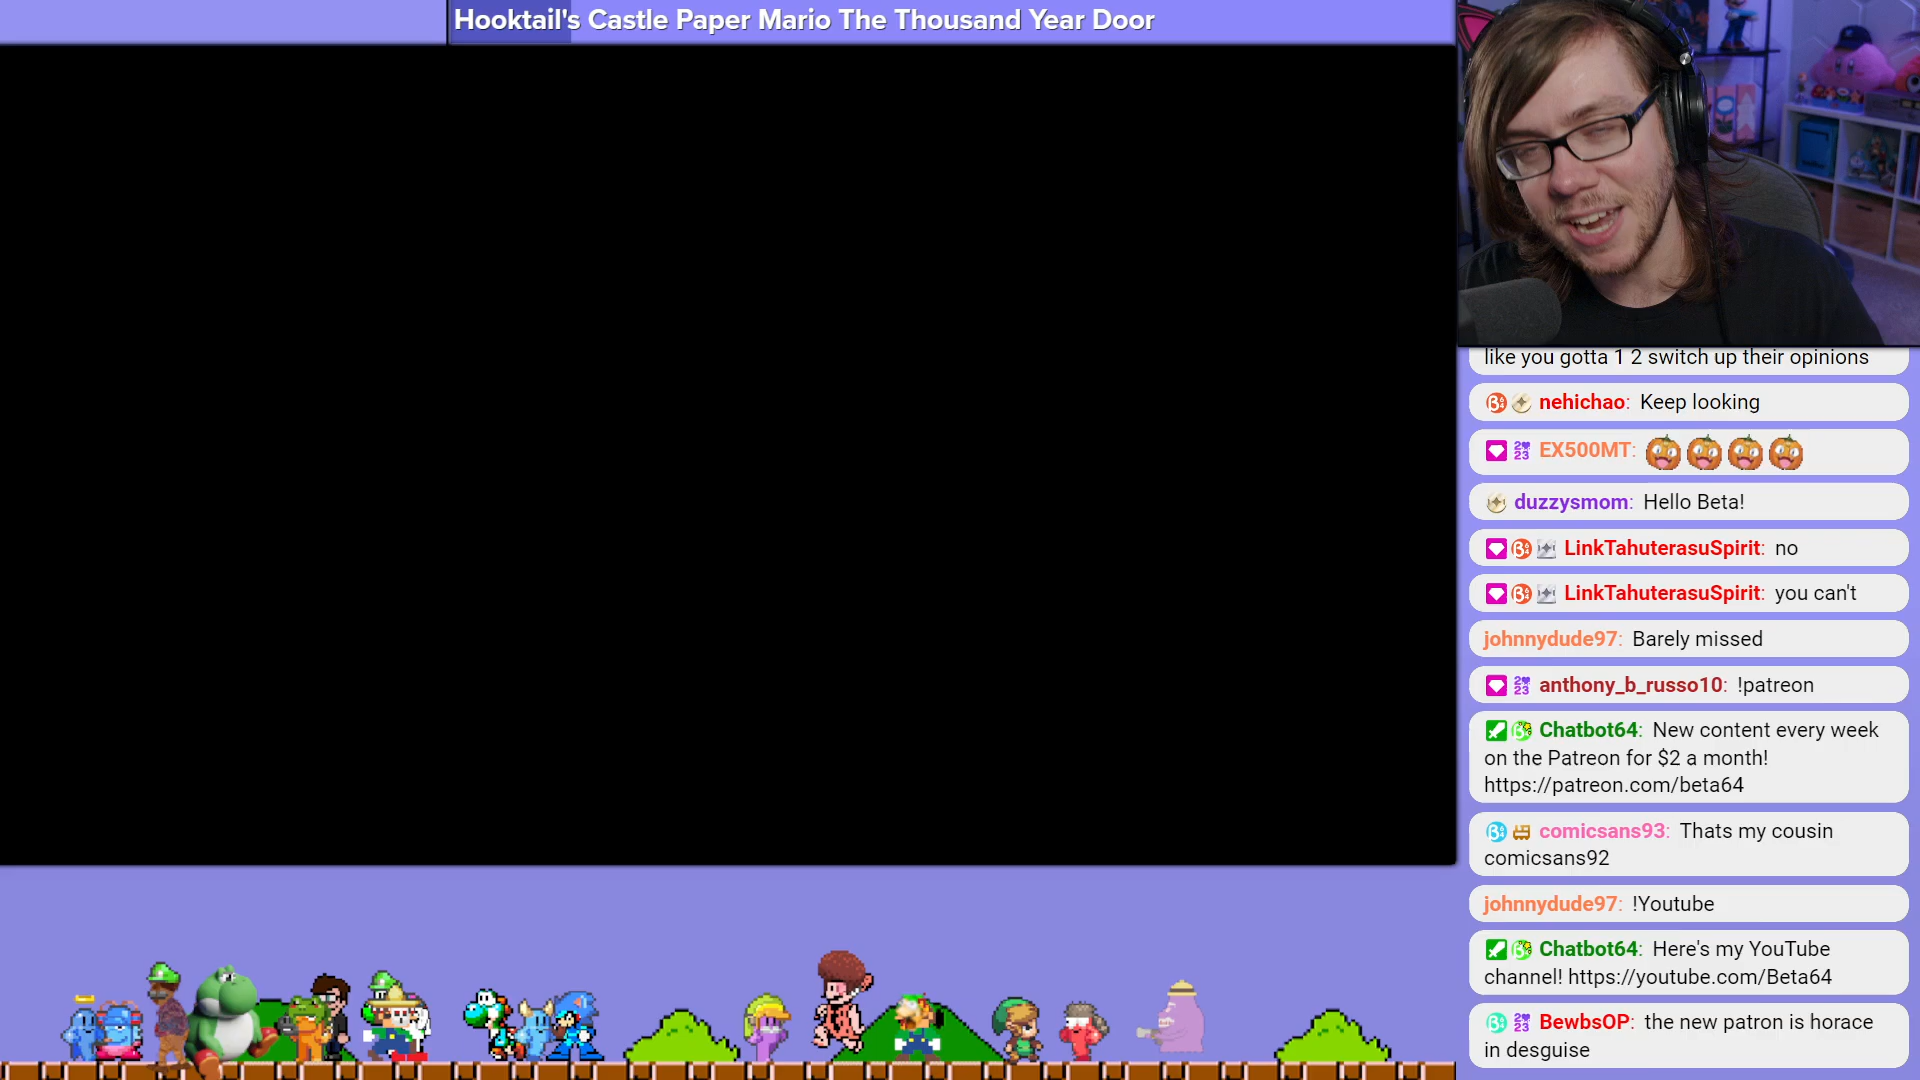 Hooktail's Castle Paper Mario The Thousand Year Door
like you gotta 1 2 switch up their opinions
nehichao: Keep looking
EX500MT:
duzzysmom: Hello Beta!
LinkTahuterasuSpirit: no
LinkTahuterasuSpirit: you can't
johnnydude97: Barely missed
anthony_b_russo10: !patreon
Chatbot64: New content every week
on the Patreon for $2 a month!
https://patreon.com/beta64
comicsans93: Thats my cousin
comicsans92
johnnydude97: !Youtube
Chatbot64: Here's my YouTube
channel! https://youtube.com/Beta64
BewbsOP: the new patron is horace
in desguise